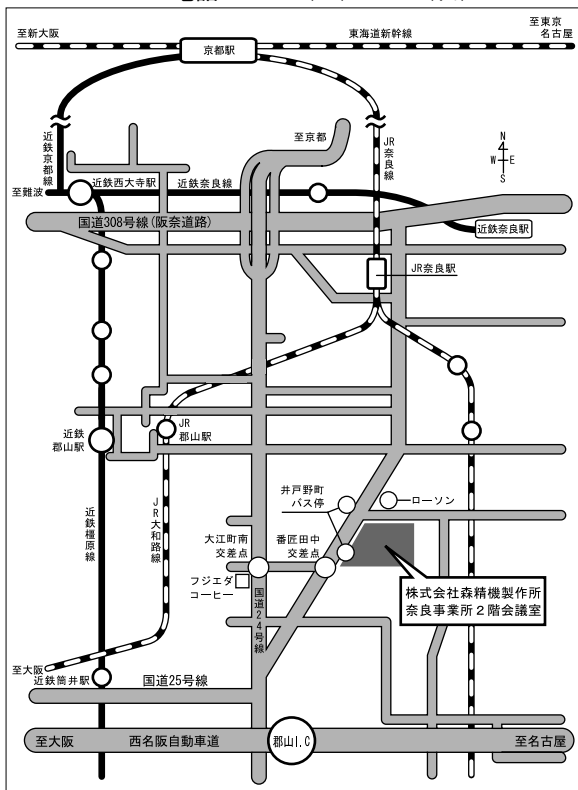 至新大阪
京都駅
東海道新幹線
至東京
名古屋
至京都
近鉄京都線
JR奈良線
N
W E
S
至難波
近鉄西大寺駅
近鉄奈良線
国道308号線(阪奈道路)
近鉄奈良駅
JR奈良駅
近鉄
郡山駅
JR
郡山駅
井戸野町
バス停
ローソン
近鉄橿原線
JR大和路線
大江町南
交差点
番匠田中
交差点
フジエダ
コーヒー
国道24号線
株式会社森精機製作所
奈良事業所2階会議室
至大阪
近鉄筒井駅
国道25号線
至大阪
西名阪自動車道
郡山I.C
至名古屋